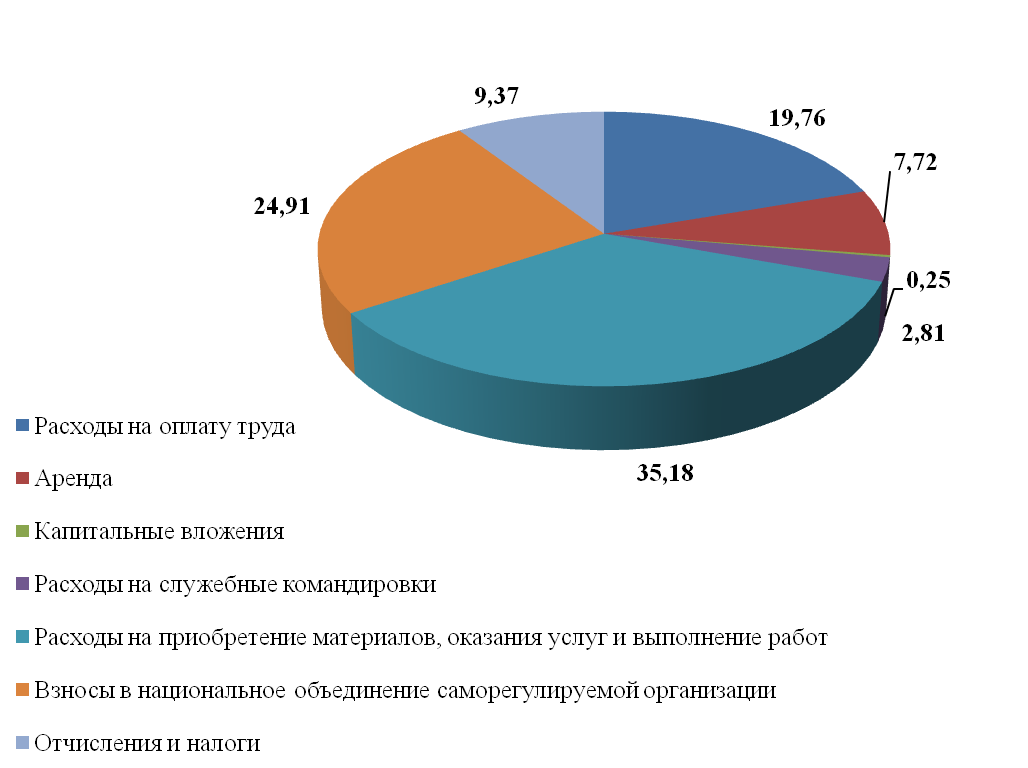 9,37
19,76
7,72
24,91
0,25
2,81
35,18
Расходы на оплату труда
Аренда
Капитальные вложения
Расходы на служебные командировки
Расходы на приобретение материалов, оказания услуг и выполнение работ
Взносы в национальное объединение саморегулируемой организации
Отчисления и налоги